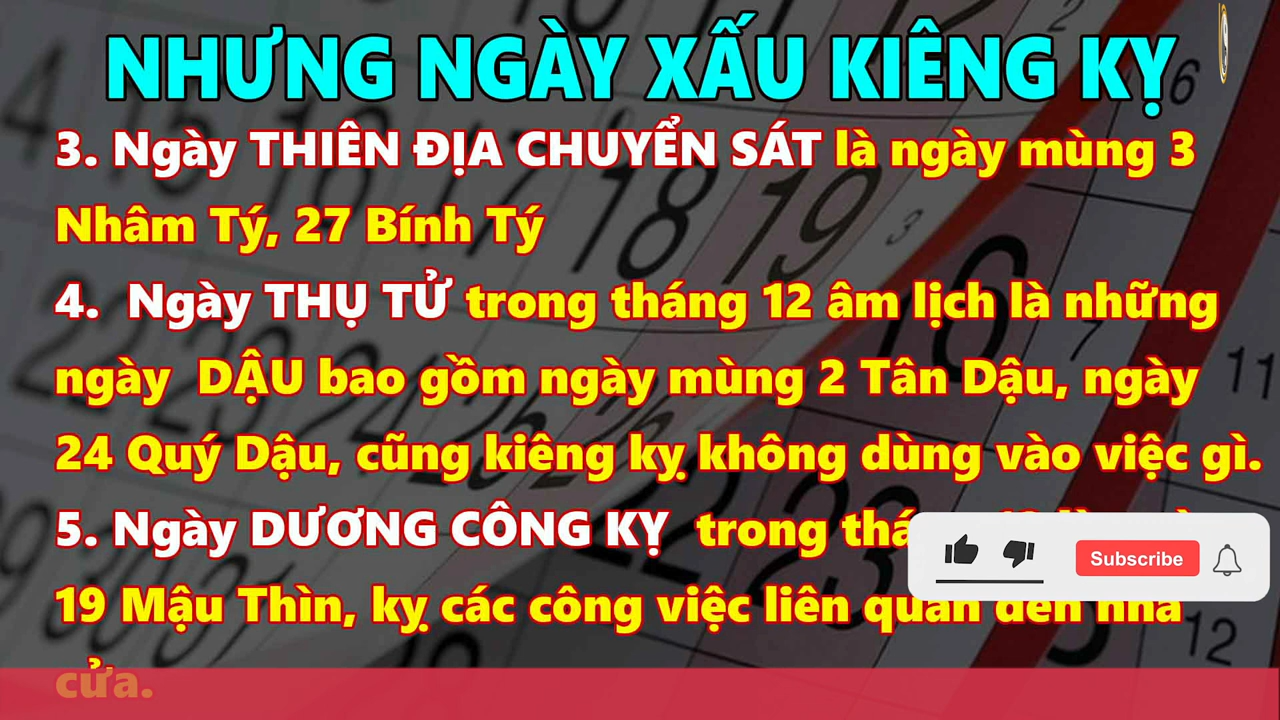 NHƯNG NGÀY XẤU KIÊNG KỴ
3. Ngày THIÊN ĐỊA CHUYỂN SÁT là ngày mùng 3
Nhâm Tý, 27 Bính Tý
4. Ngày THỤ TỬ trong tháng 12 âm lịch là những
ngày DẬU bao gồm ngày mùng 2 Tân Dậu, ngày
24 Quý Dậu, cũng kiêng kỵ không dùng vào việc gì.
5. Ngày DƯƠNG CÔNG KỴ trong
Subscribe
19 Mậu Thìn, kỵ các công việc liên quan đến nhà
cửa.